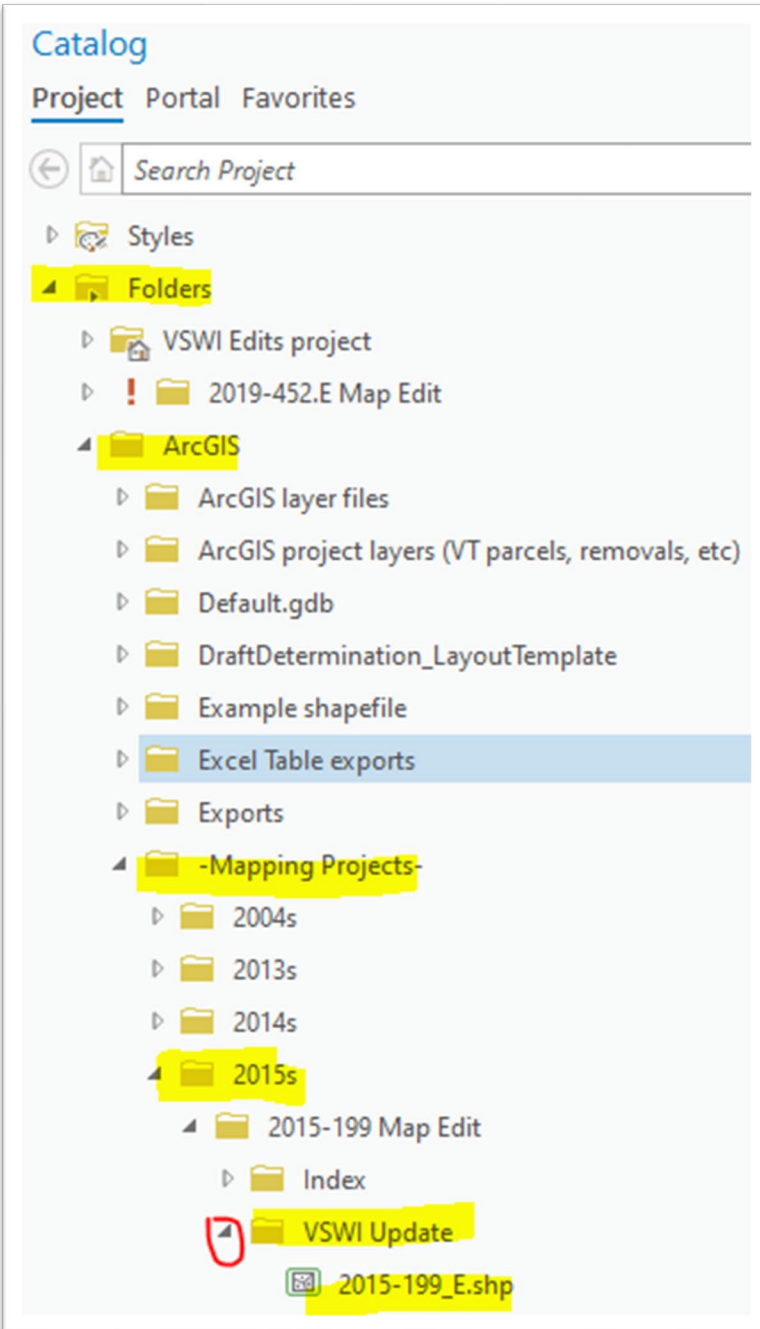 Catalog
Project Portal Favorites
Search Project
Styles
Folders
VSWI Edits project
! 2019-452.E Map Edit
ArcGIS
ArcGIS layer files
ArcGIS project layers (VT parcels, removals, etc)
Default.gdb
DraftDetermination_LayoutTemplate
Example shapefile
Excel Table exports
Exports
-Mapping Projects-
2004s
2013s
2014s
2015s
2015-199 Map Edit
Index
VSWI Update
2015-199_E.shp